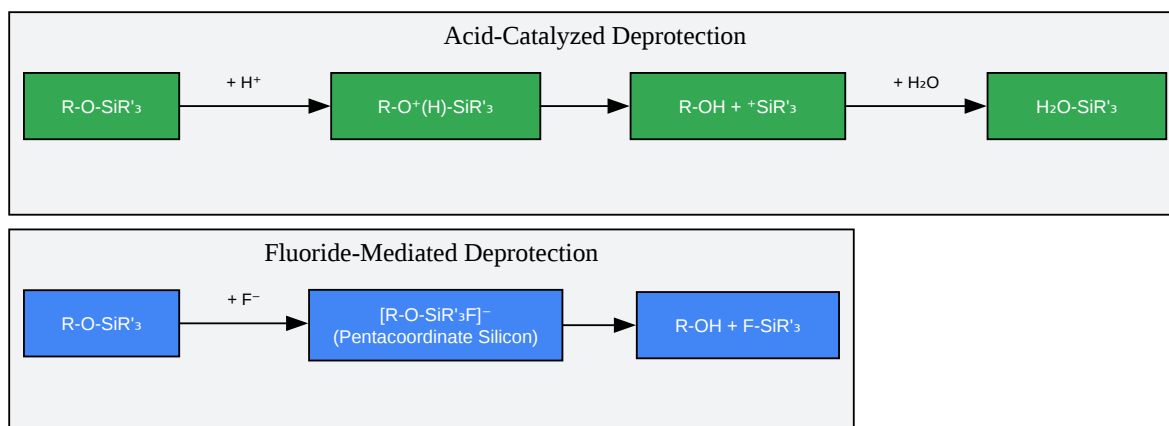 Acid-Catalyzed Deprotection
+ H⁺
+ H₂O
R-O-SiR'₃
R-O⁺(H)-SiR'₃
R-OH + ⁺SiR'₃
H₂O-SiR'₃
Fluoride-Mediated Deprotection
+ F⁻
R-O-SiR'₃
[R-O-SiR'₃F]⁻
(Pentacoordinate Silicon)
R-OH + F-SiR'₃